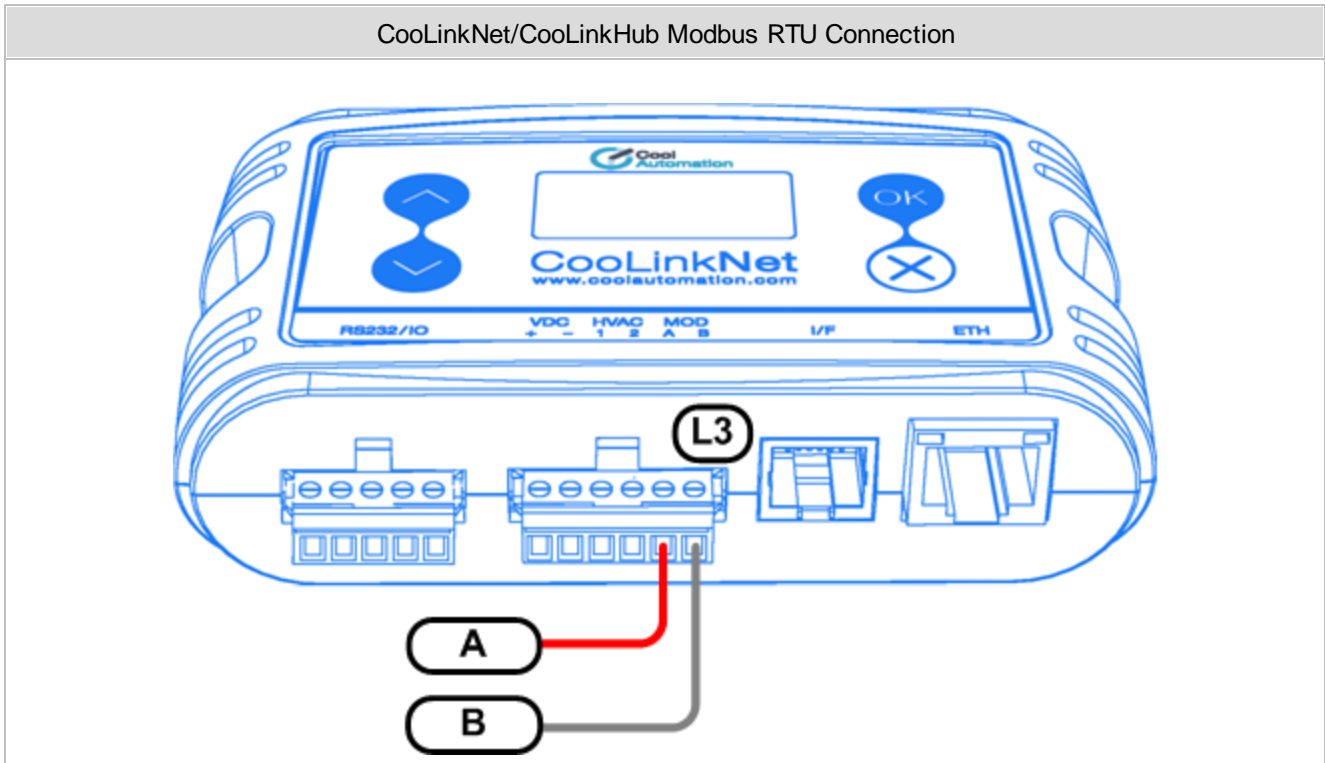 CooLinkNet/CooLinkHub Modbus RTU Connection
Cool
Automation
OK
CooLinkNet
www.coolautomation.com
RS232/IO VDC HVAC MOD I/F ETH
+ - 1 2 A B
L3
A
B